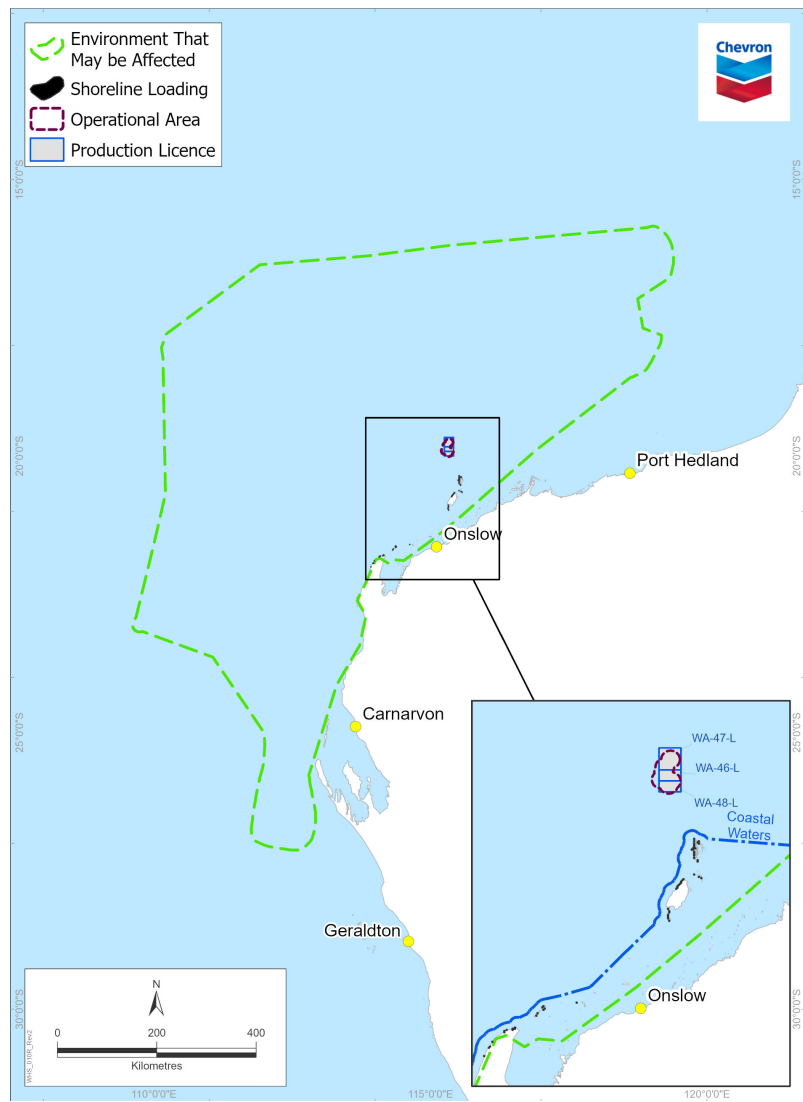 Environment That
May be Affected
Shoreline Loading
Operational Area
Production Licence
Chevron
15°0'0"S
15°0'0"S
20°0'0"S
20°0'0"S
Port Hedland
Onslow
25°0'0"S
25°0'0"S
Carnarvon
WA-47-L
WA-46-L
WA-48-L
Coastal
Waters
Geraldton
Onslow
30°0'0"S
30°0'0"S
N
0 200 400
Kilometres
WHS_010R_Rev2
110°0'0"E 115°0'0"E 120°0'0"E